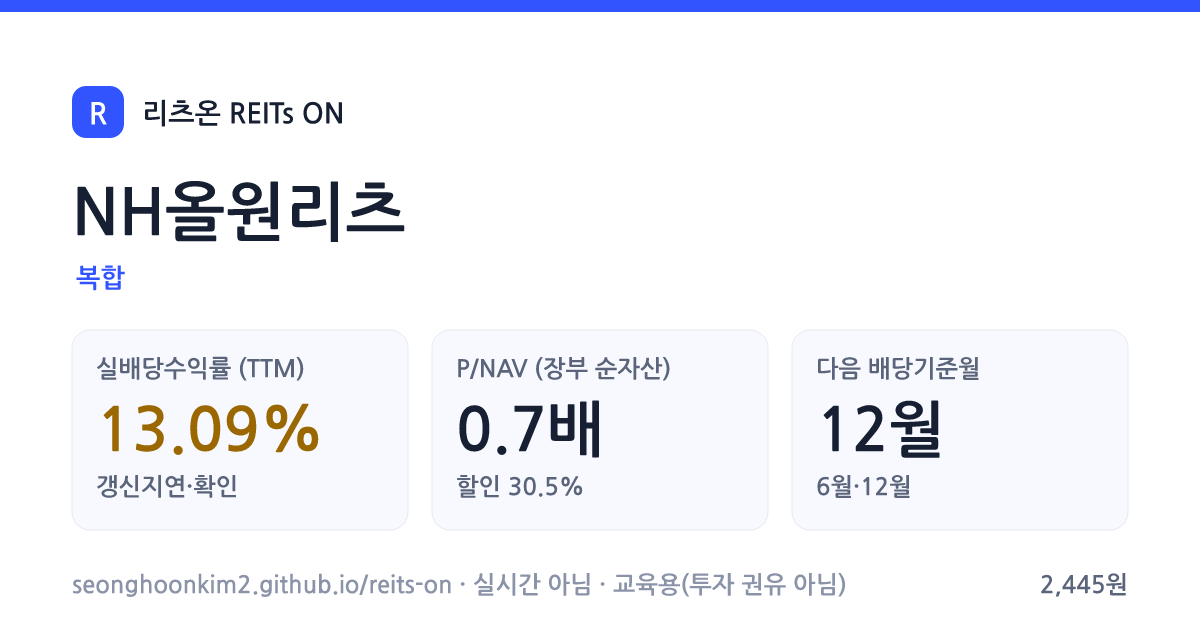 R
리츠온 REITs ON
NH올원리츠
복합
실배당수익률 (TTM)
13.09%
갱신지연·확인
P/NAV (장부 순자산)
0.7배
할인 30.5%
다음 배당기준월
12월
6월·12월
seonghoonkim2.github.io/reits-on · 실시간 아님 · 교육용(투자 권유 아님)
2,445원